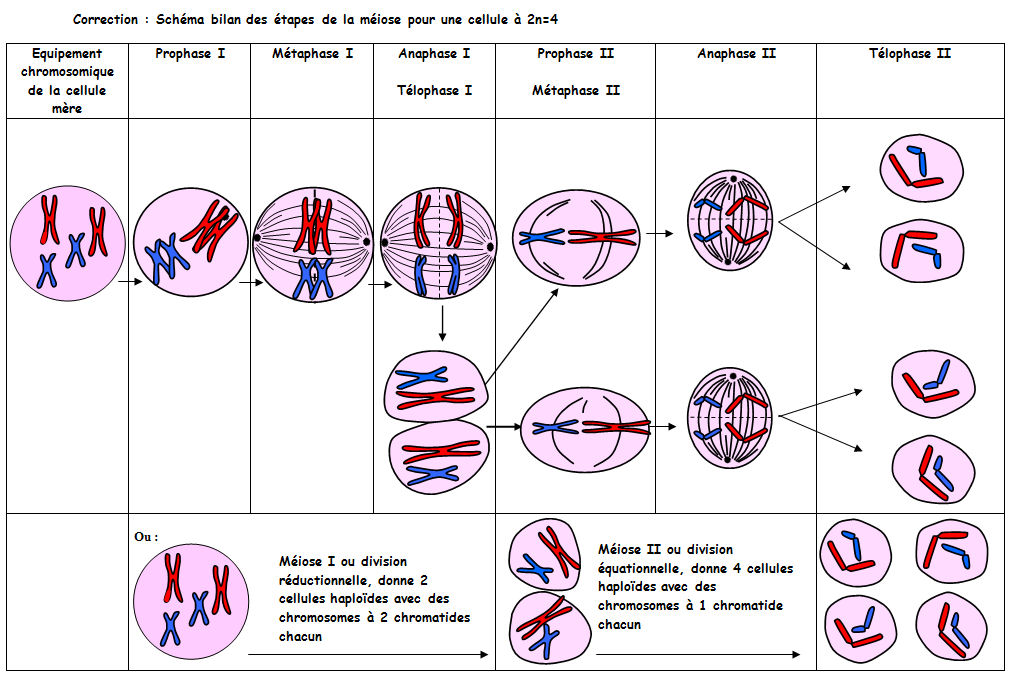 Correction : Schéma bilan des étapes de la méiose pour une cellule à 2n=4
Equipement
chromosomique
de la cellule
mère
Prophase I
Métaphase I
Anaphase I
Télophase I
Prophase II
Métaphase II
Anaphase II
Télophase II
Ou :
Méiose I ou division
réductionnelle, donne 2
cellules haploïdes avec des
chromosomes à 2 chromatides
chacun
Méiose II ou division
équationnelle, donne 4 cellules
haploïdes avec des
chromosomes à 1 chromatide
chacun